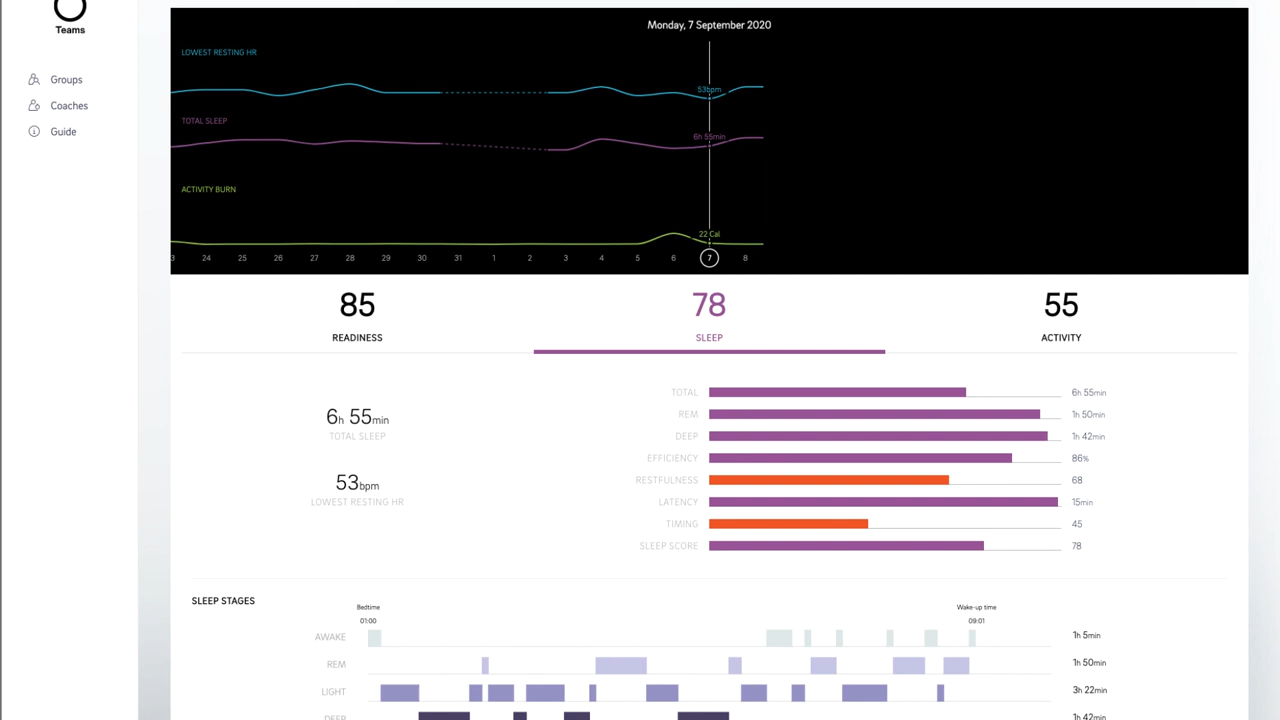 Teams
Groups
Coaches
Guide
Monday, 7 September 2020
LOWEST RESTING HR
53bpm
TOTAL SLEEP
6h 55min
ACTIVITY BURN
22 Cal
3 24 25 26 27 28 29 30 31 1 2 3 4 5 6 7 8
85 78 55
READINESS SLEEP ACTIVITY
6h 55min
TOTAL SLEEP
53bpm
LOWEST RESTING HR
TOTAL 6h 55min
REM 1h 50min
DEEP 1h 42min
EFFICIENCY 86%
RESTFULNESS 68
LATENCY 15min
TIMING 45
SLEEP SCORE 78
SLEEP STAGES
Bedtime Wake-up time
01:00 09:01
AWAKE 1h 5min
REM 1h 50min
LIGHT 3h 22min
DEEP 1h 42min